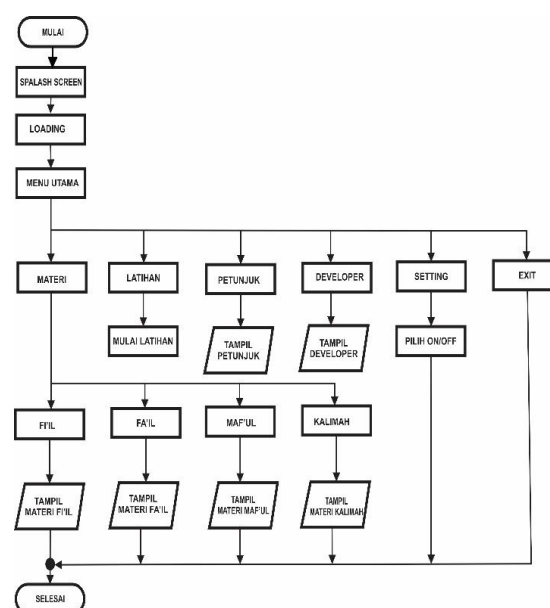 MULAI
SPALASH SCREEN
LOADING
MENU UTAMA
MATERI
LATIHAN
PETUNJUK
DEVELOPER
SETTING
EXIT
MULAI LATIHAN
TAMPIL
PETUNJUK
TAMPIL
DEVELOPER
PILIH ON/OFF
FI'IL
FA'IL
MAF'UL
KALIMAH
TAMPIL
MATERI FI'IL
TAMPIL
MATERI FA'IL
TAMPIL
MATERI MAF'UL
TAMPIL
MATERI KALIMAH
SELESAI